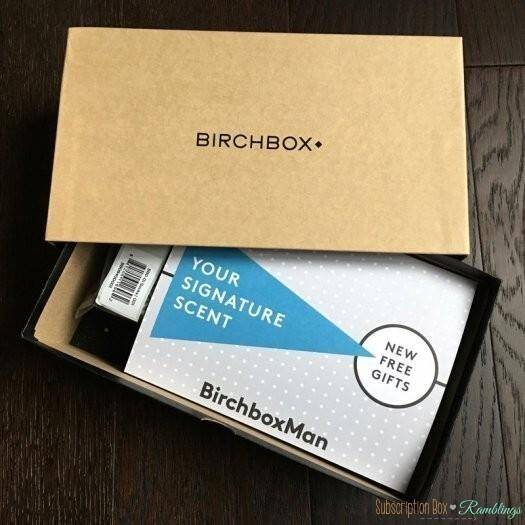 BIRCHBOX◆
YOUR
SIGNATURE
SCENT
NEW
FREE
GIFTS
BirchboxMan
Subscription Box ♥ Ramblings